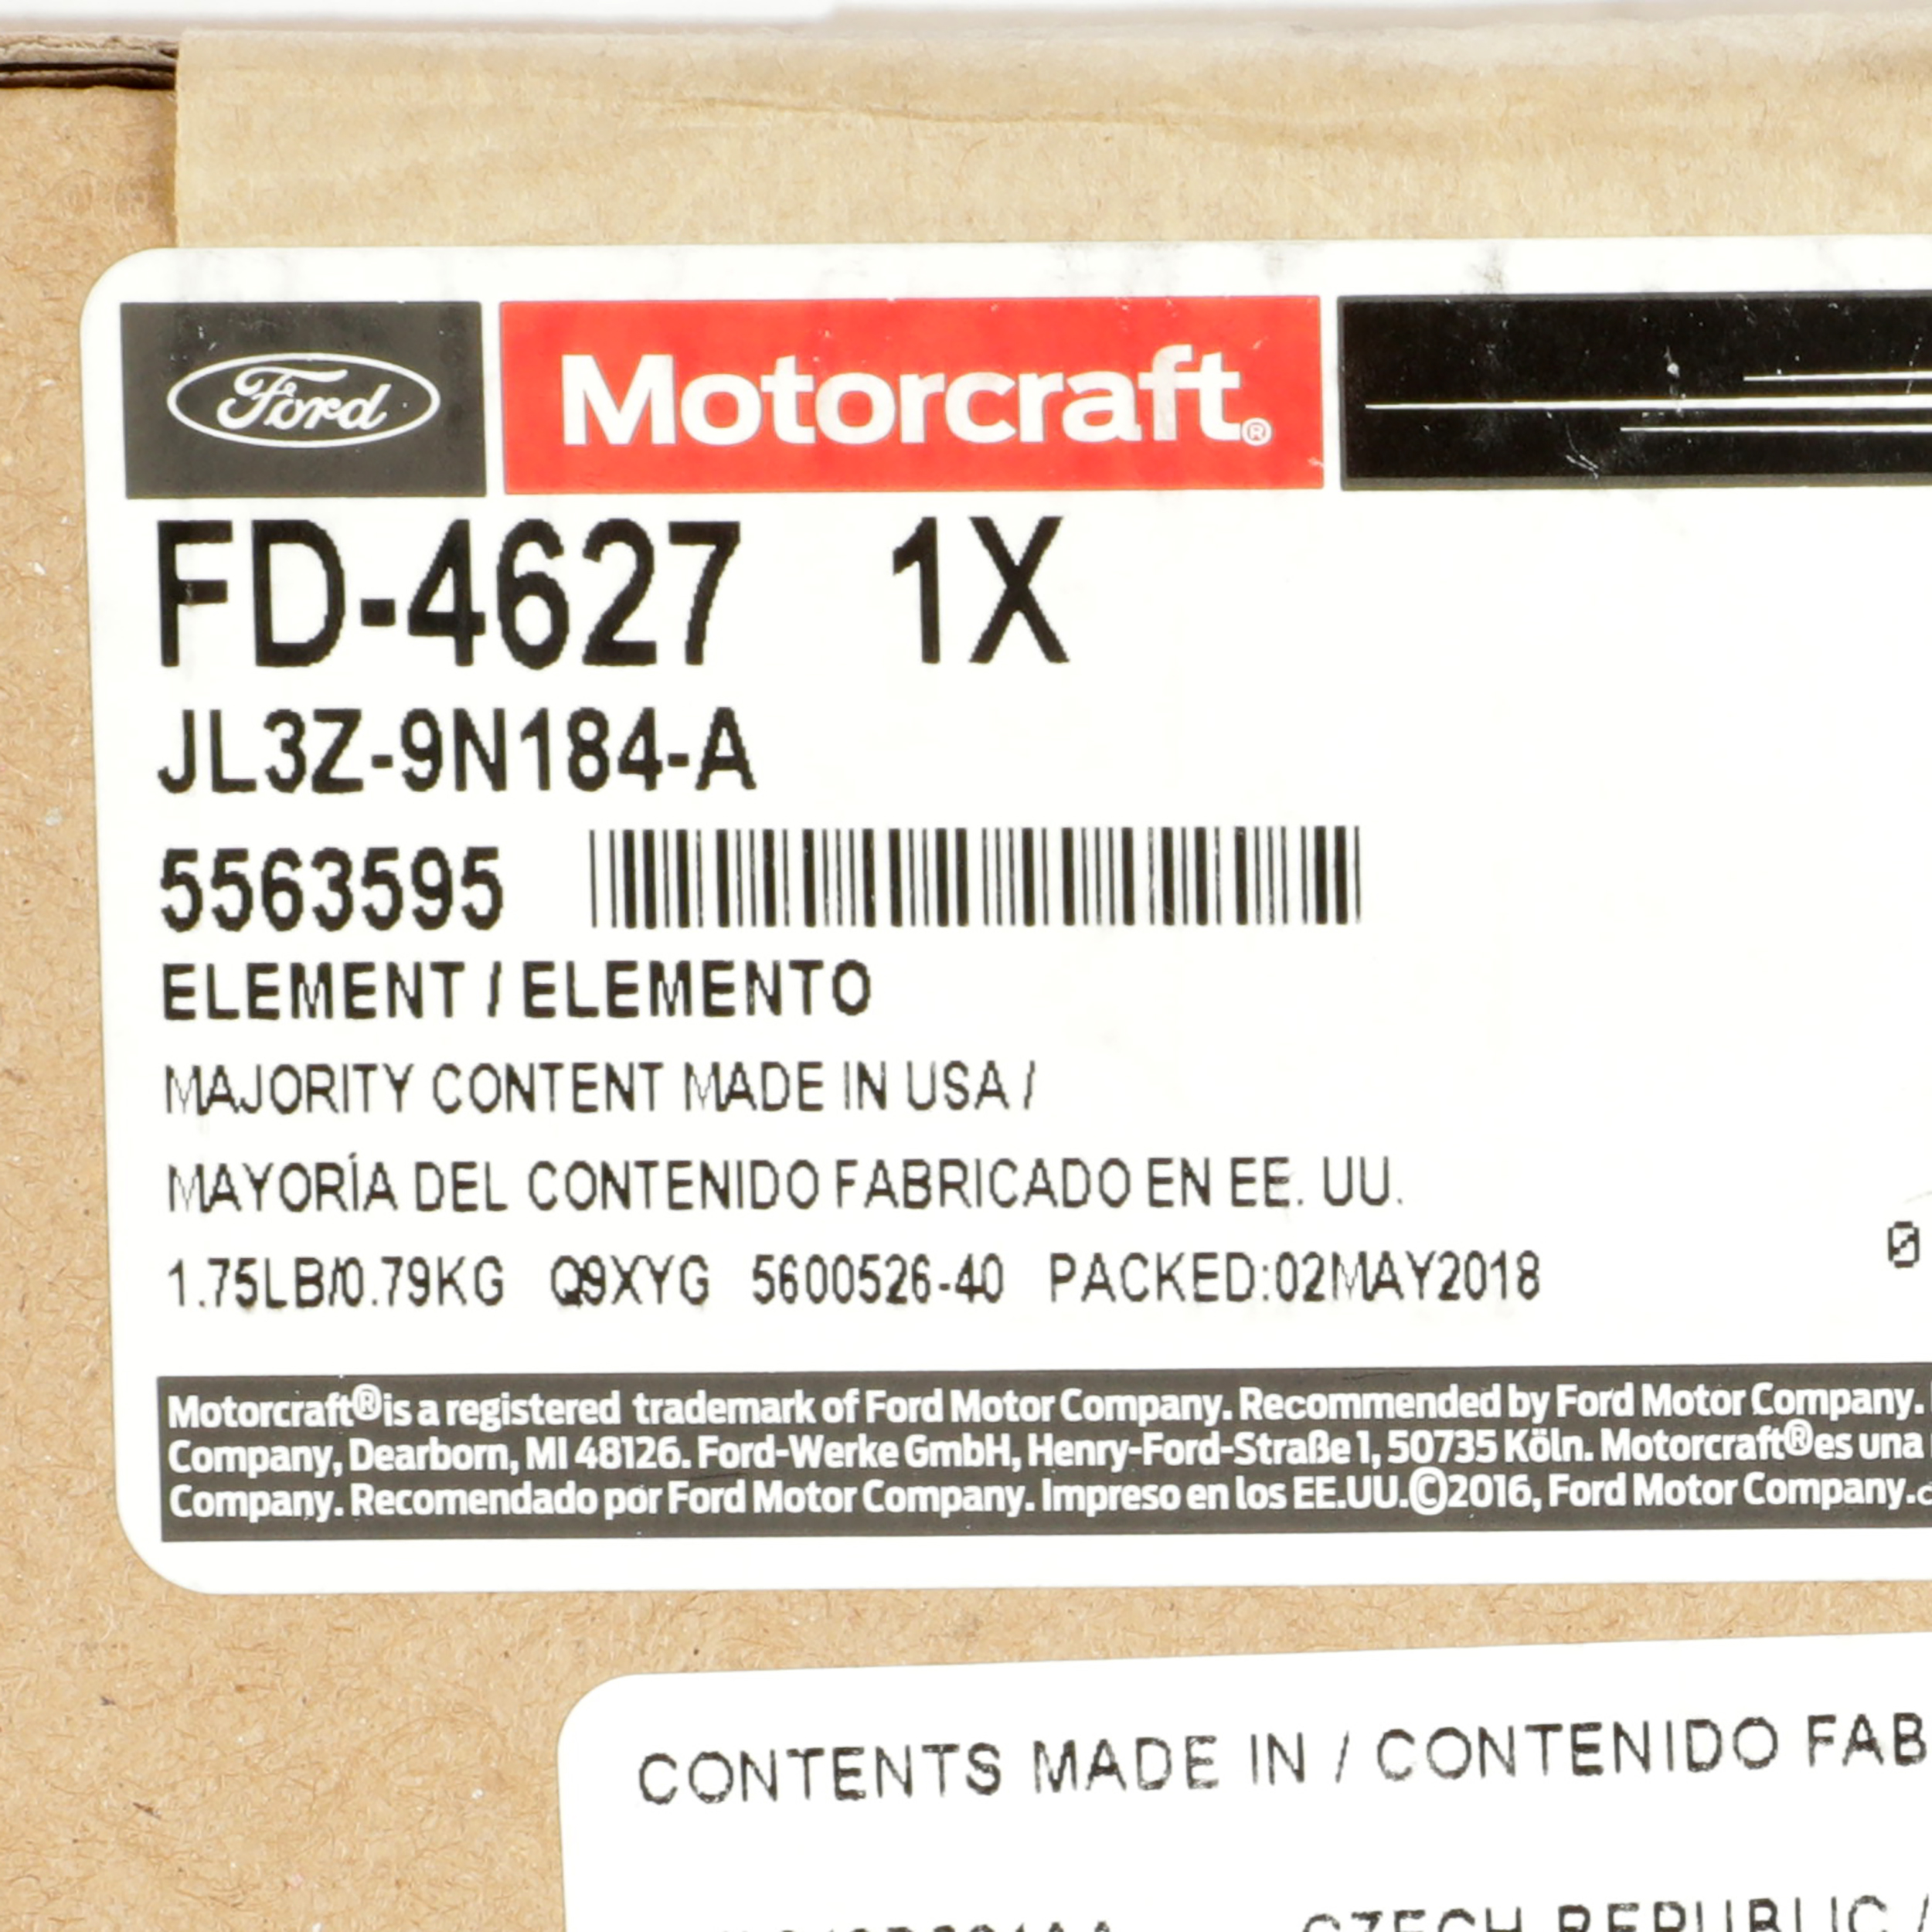 Ford Motorcraft®
FD-4627 1X
JL3Z-9N184-A
5563595
ELEMENT / ELEMENTO
MAJORITY CONTENT MADE IN USA /
MAYORÍA DEL CONTENIDO FABRICADO EN EE. UU.
1.75LB/0.79KG Q9XYG 5600526-40 PACKED:02MAY2018 0
Motorcraft® is a registered trademark of Ford Motor Company. Recommended by Ford Motor Company.
Company, Dearborn, MI 48126. Ford-Werke GmbH, Henry-Ford-Straße 1, 50735 Köln. Motorcraft® es una
Company. Recomendado por Ford Motor Company. Impreso en los EE.UU.©2016, Ford Motor Company.
CONTENTS MADE IN / CONTENIDO FAB
CZECH REPUBLIC /